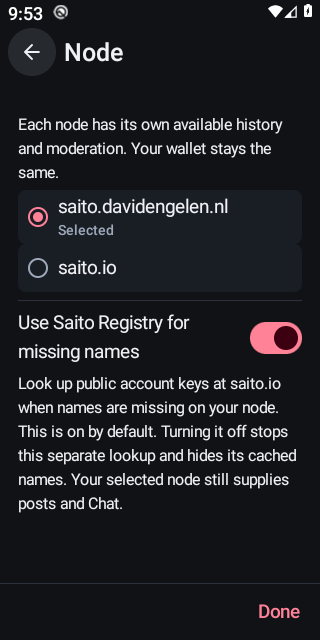 9:53
Node
Each node has its own available history
and moderation. Your wallet stays the
same.
saito.davidengelen.nl
Selected
saito.io
Use Saito Registry for
missing names
Look up public account keys at saito.io
when names are missing on your node.
This is on by default. Turning it off stops
this separate lookup and hides its cached
names. Your selected node still supplies
posts and Chat.
Done